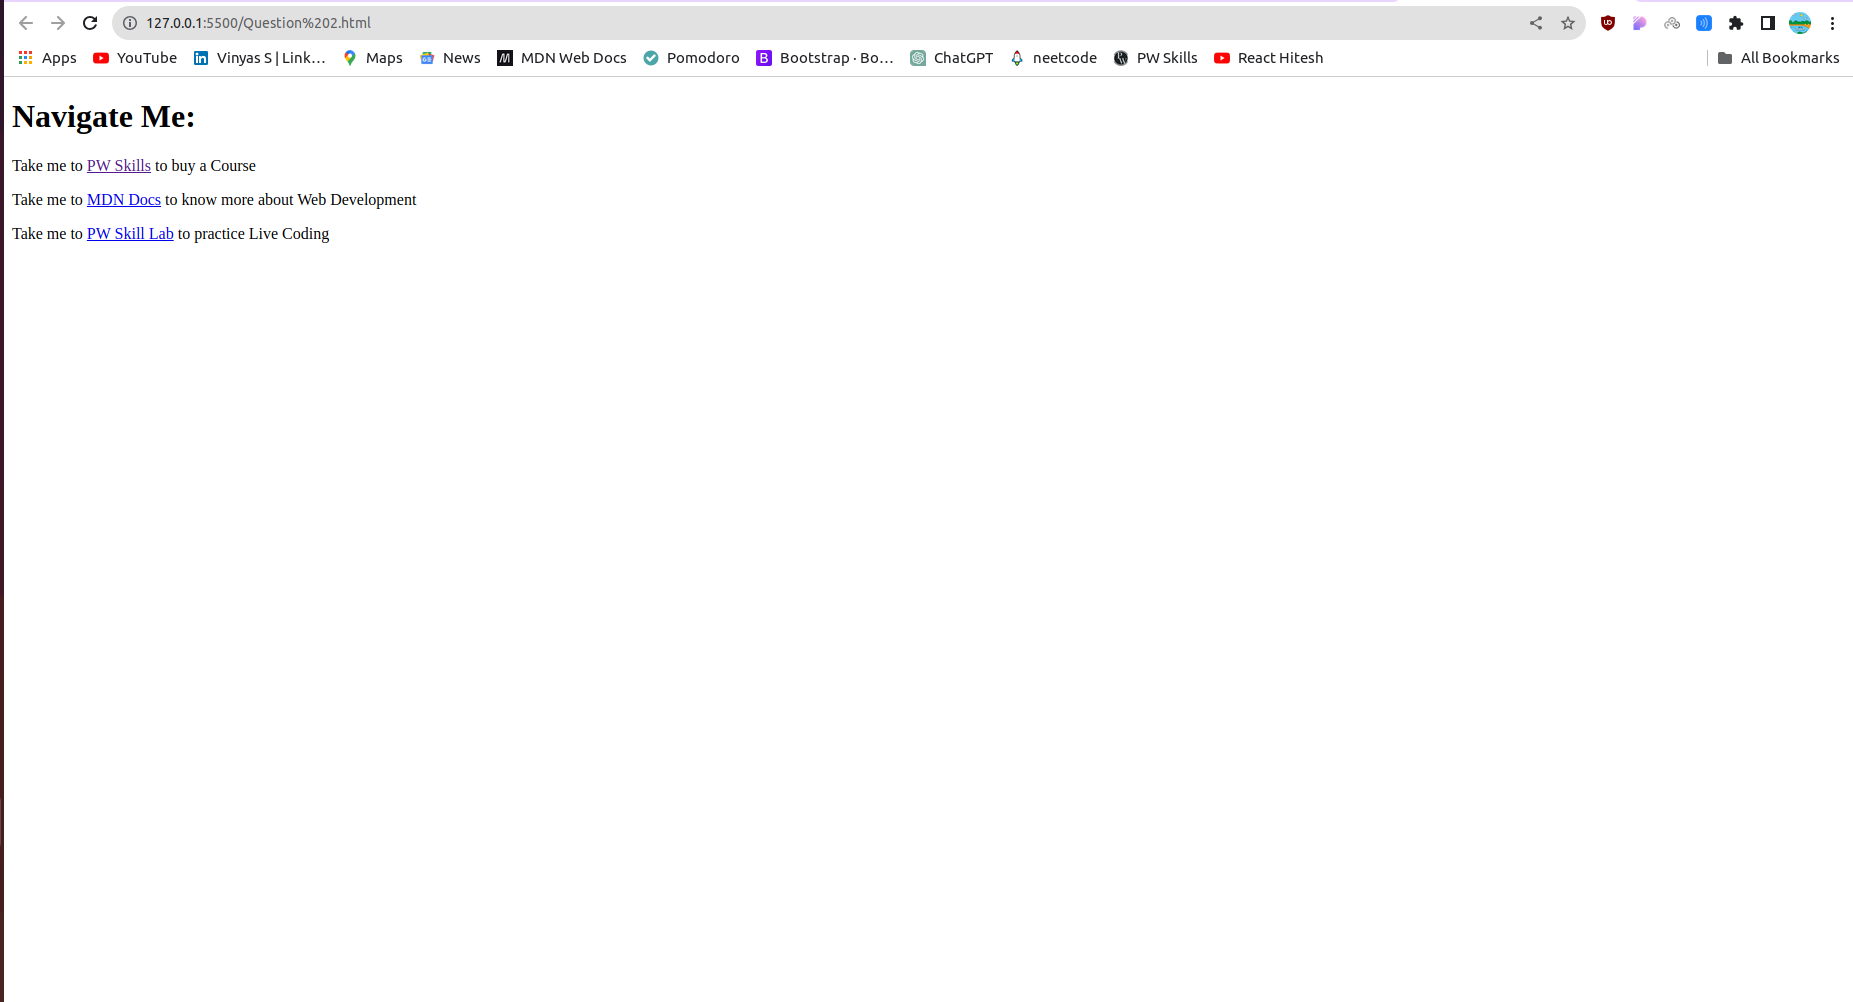 127.0.0.1:5500/Question%202.html
Apps YouTube Vinyas S | Link... Maps News MDN Web Docs Pomodoro B Bootstrap · Bo... ChatGPT neetcode PW Skills React Hitesh All Bookmarks
Navigate Me:
Take me to PW Skills to buy a Course
Take me to MDN Docs to know more about Web Development
Take me to PW Skill Lab to practice Live Coding